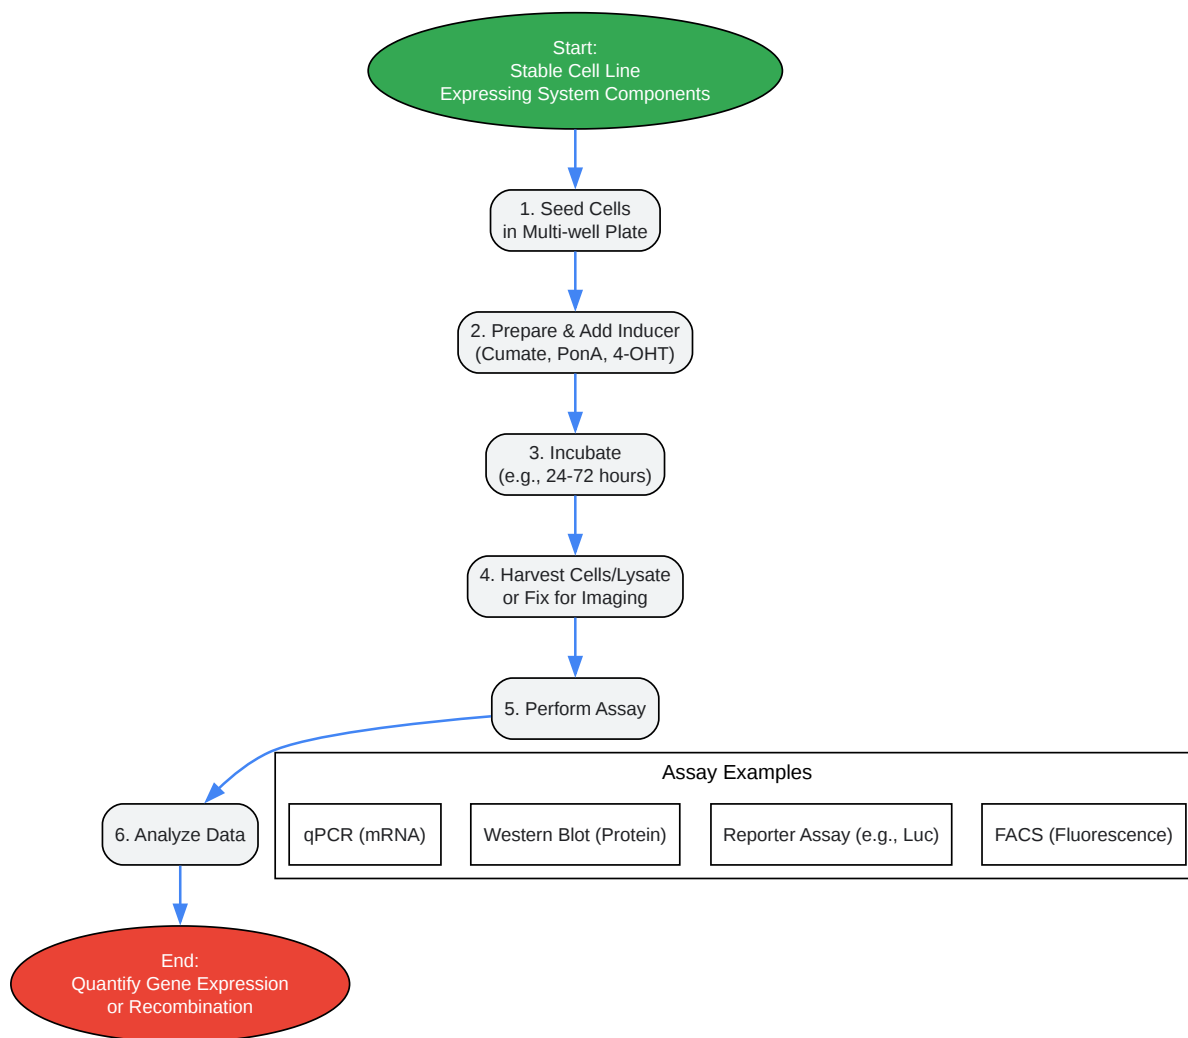 Start:
Stable Cell Line
Expressing System Components
1. Seed Cells
in Multi-well Plate
2. Prepare & Add Inducer
(Cumate, PonA, 4-OHT)
3. Incubate
(e.g., 24-72 hours)
4. Harvest Cells/Lysate
or Fix for Imaging
5. Perform Assay
Assay Examples
6. Analyze Data
qPCR (mRNA)
Western Blot (Protein)
Reporter Assay (e.g., Luc)
FACS (Fluorescence)
End:
Quantify Gene Expression
or Recombination